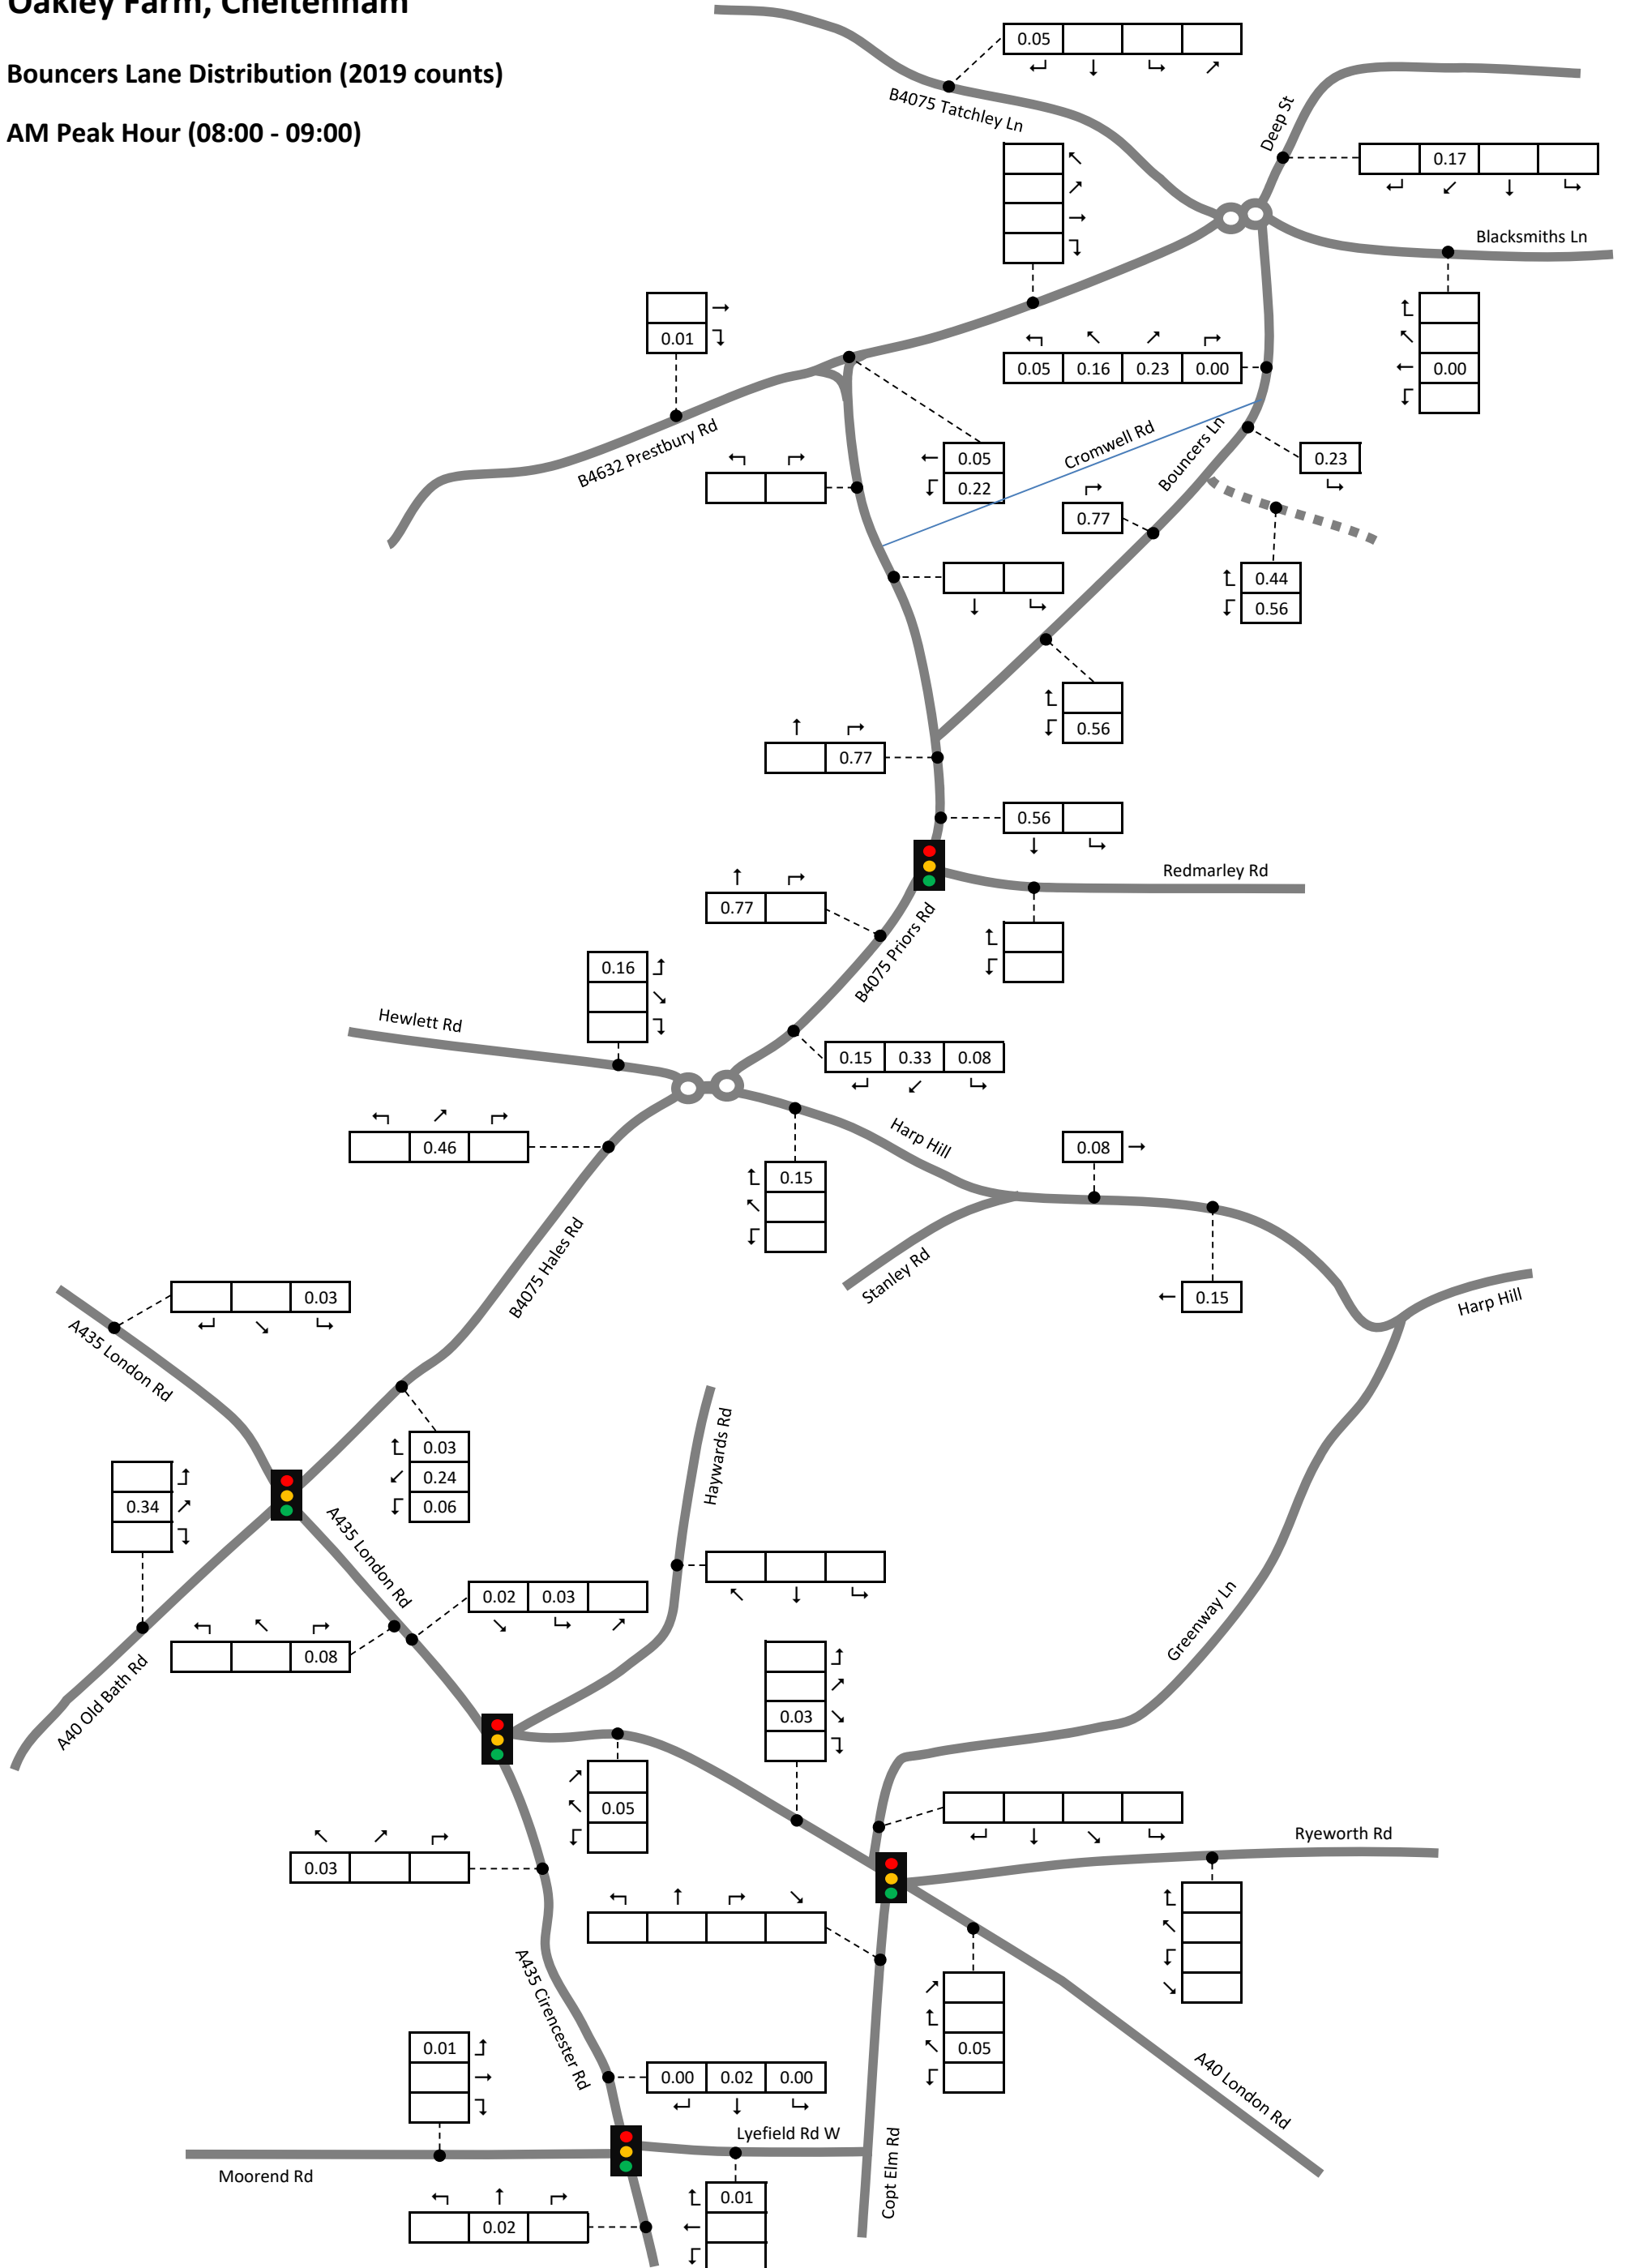 Oakley Farm, Cheltenham
Bouncers Lane Distribution (2019 counts)
AM Peak Hour (08:00 - 09:00)
0.05
B4075 Tatchley Ln
Deep St
0.17
Blacksmiths Ln
0.01
0.05 0.16 0.23 0.00
0.00
B4632 Prestbury Rd
0.05
0.22
Cromwell Rd
Bouncers Ln
0.23
0.77
0.44
0.56
0.56
0.77
0.56
Redmarley Rd
0.77
B4075 Priors Rd
0.16
Hewlett Rd
0.15 0.33 0.08
0.46
Harp Hill
0.08
0.15
B4075 Hales Rd
Stanley Rd
0.15
Harp Hill
0.03
A435 London Rd
0.03
0.24
0.06
0.34
A435 London Rd
Haywards Rd
0.02 0.03
0.08
A40 Old Bath Rd
Greenway Ln
0.03
0.05
Ryeworth Rd
0.03
A435 Cirencester Rd
0.05
A40 London Rd
0.01
0.00 0.02 0.00
Lyefield Rd W
Copt Elm Rd
Moorend Rd
0.01
0.02